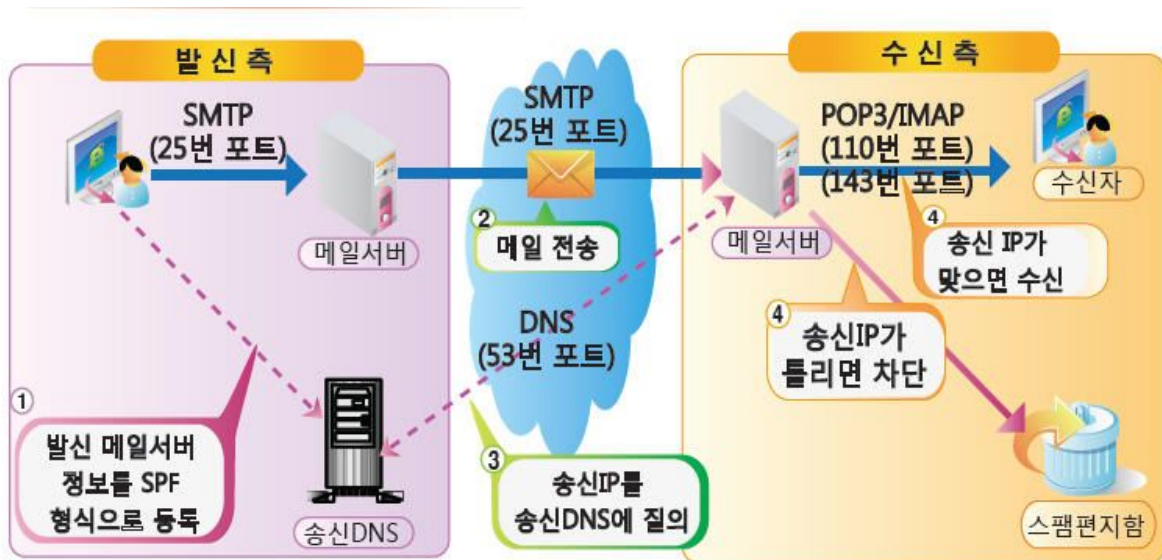 발신측
수신측
SMTP
(25번 포트)
SMTP
(25번 포트)
POP3/IMAP
(110번 포트)
(143번 포트)
수신자
메일서버
②
메일 전송
메일서버
④
송신 IP가
맞으면 수신
DNS
(53번 포트)
④
송신IP가
틀리면 차단
①
발신 메일서버
정보를 SPF
형식으로 등록
③
송신IP를
송신DNS에 질의
송신DNS
스팸편지함